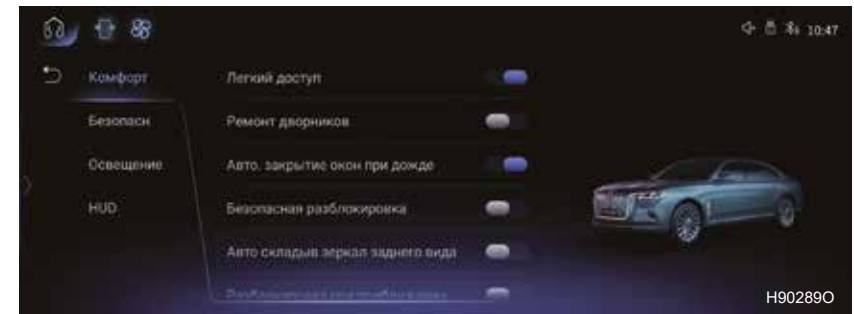 10:47
Комфорт
Легкий доступ
Безопасн
Ремонт дворников
Освещение
Авто. закрытие окон при дожде
HUD
Безопасная разблокировка
Авто складыв зеркал заднего вида
H90289O